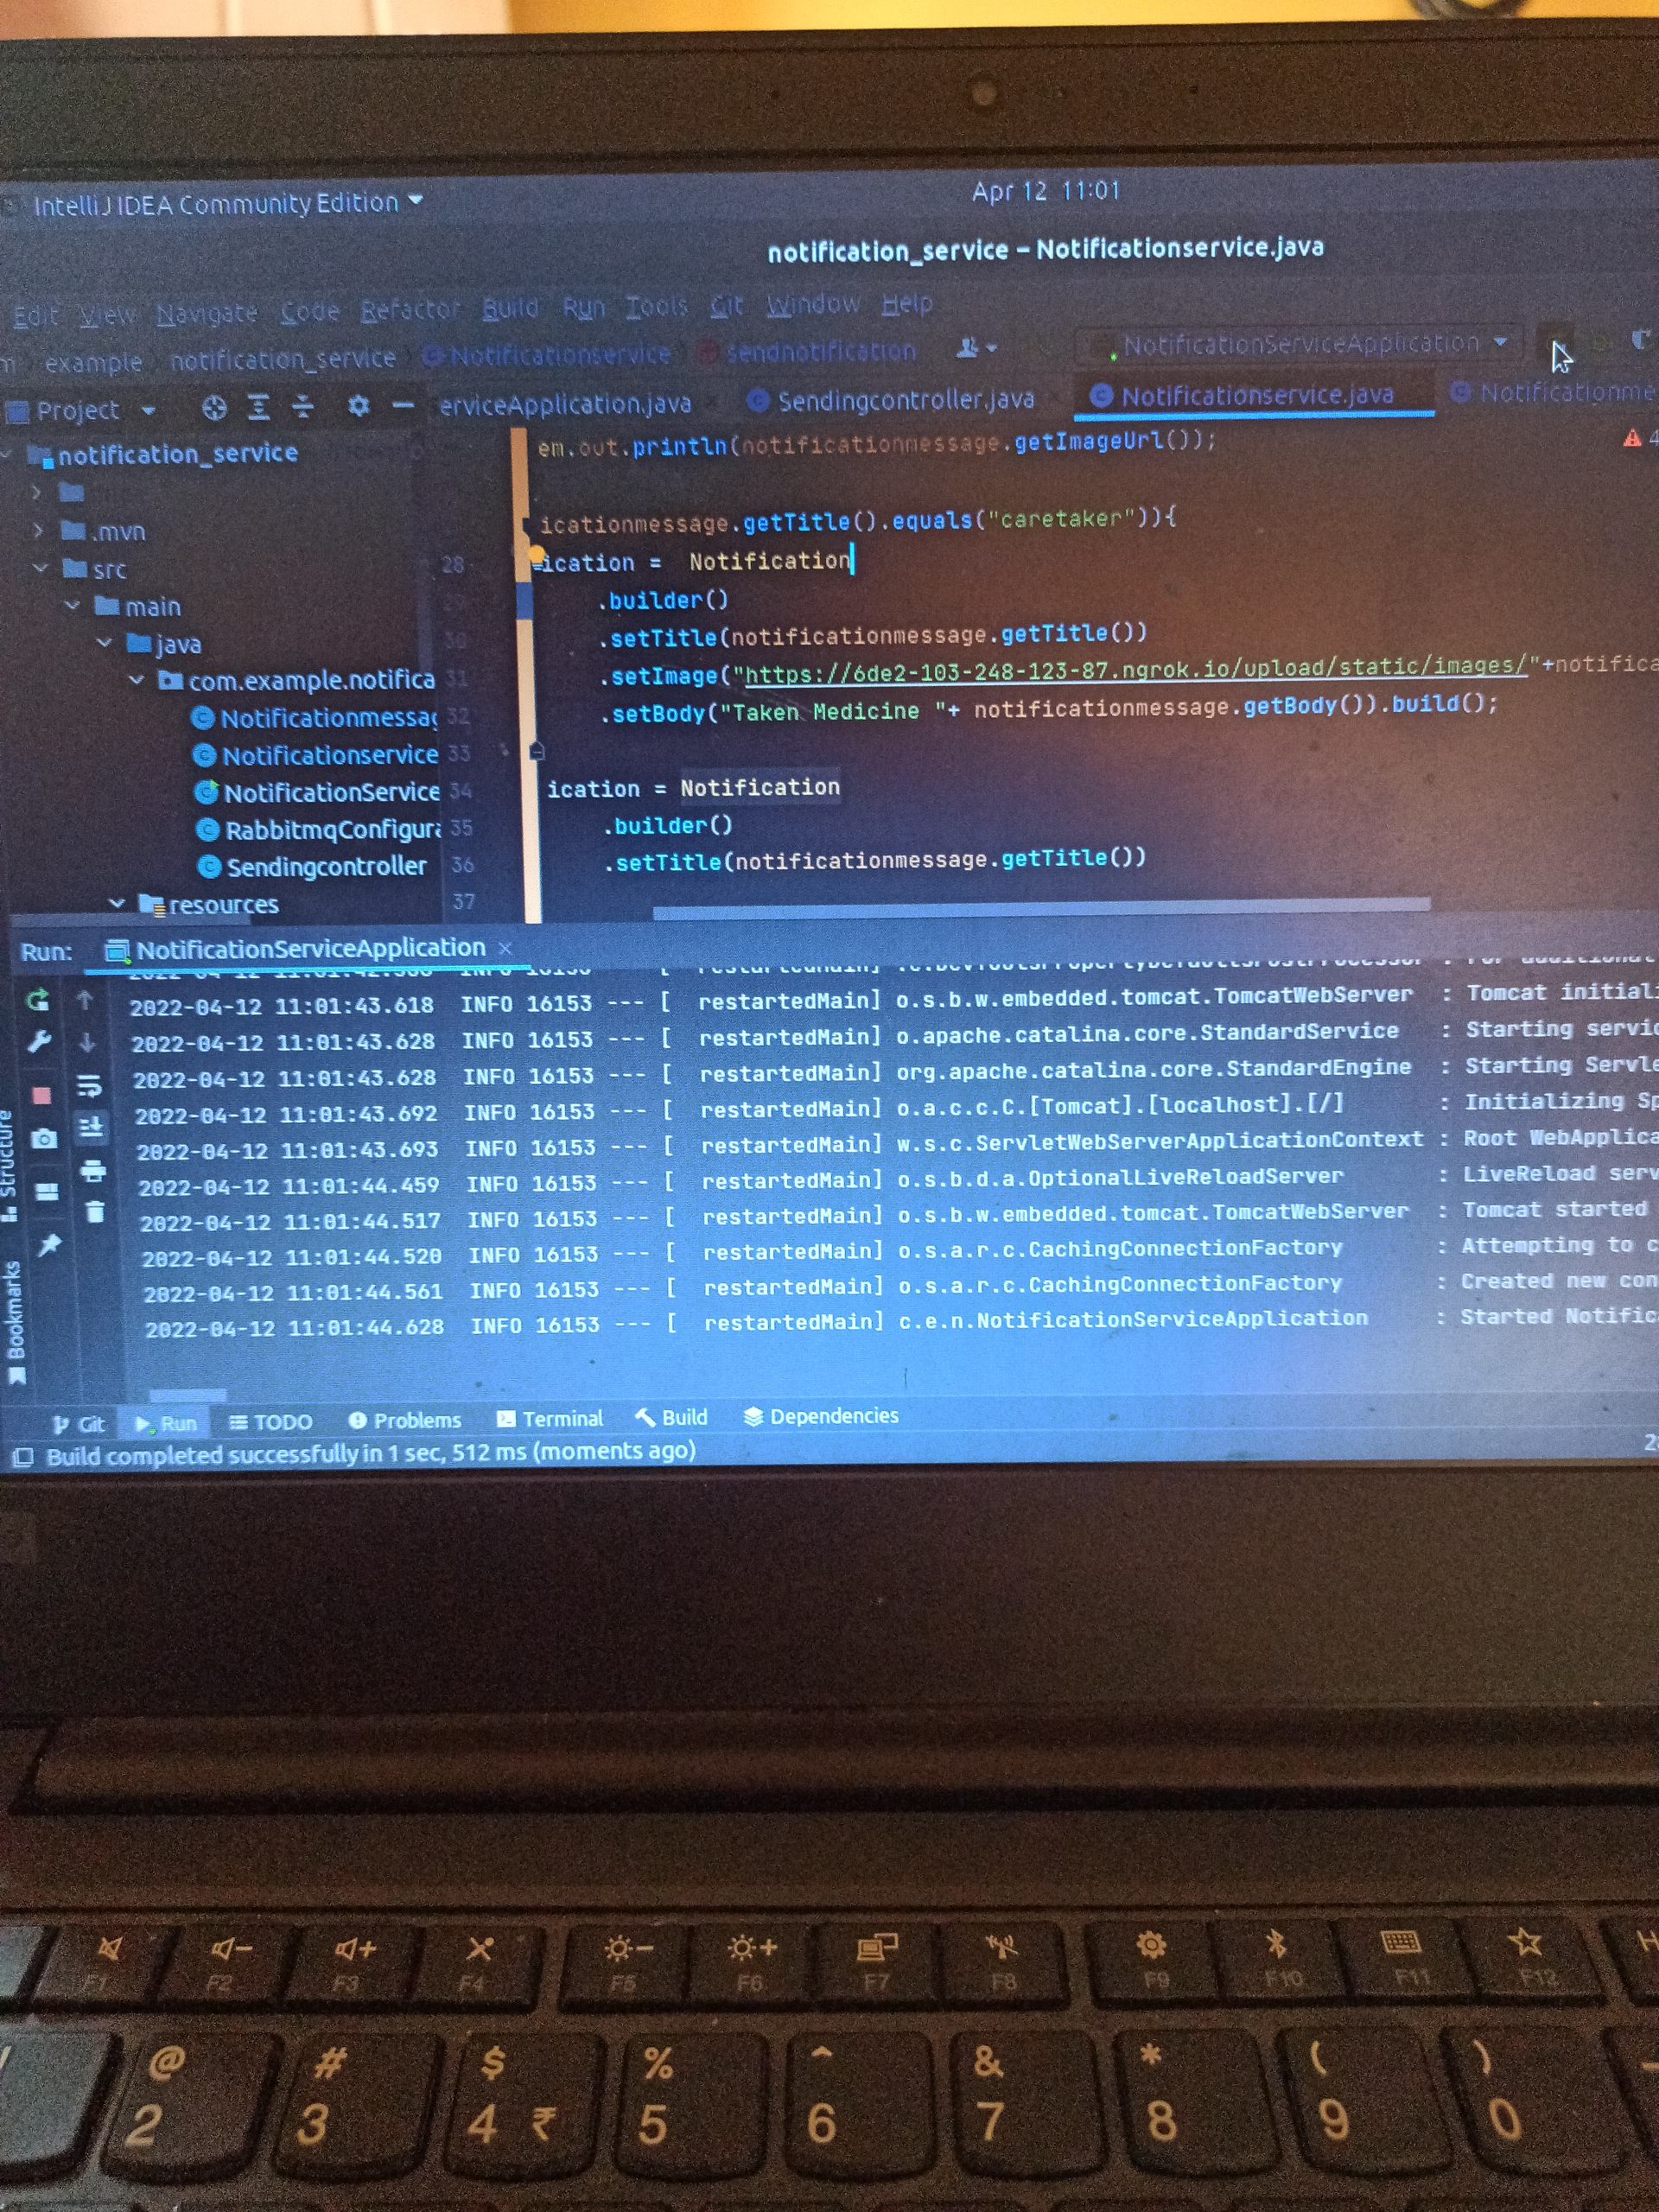 IntelliJ IDEA Community Edition
Apr 12 11:01
notification_service – Notificationservice.java
Edit View Navigate Code Refactor Build Run Tools Git Window Help
example notification_service Notificationservice sendnotification NotificationServiceApplication
Project
erviceApplication.java Sendingcontroller.java Notificationservice.java Notificationme
notification_service
.mvn
src
main
java
com.example.notifica
Notificationmessag
Notificationservice
NotificationService
RabbitmqConfigura
Sendingcontroller
resources
em.out.println(notificationmessage.getImageUrl());
4
icationmessage.getTitle().equals("caretaker")){
28 ication = Notification
29 .builder()
30 .setTitle(notificationmessage.getTitle())
31 .setImage("https://6de2-103-248-123-87.ngrok.io/upload/static/images/"+notifica
32 .setBody("Taken Medicine "+ notificationmessage.getBody()).build();
33
34 ication = Notification
35 .builder()
36 .setTitle(notificationmessage.getTitle())
37
Run: NotificationServiceApplication
2022-04-12 11:01:43.618 INFO 16153 --- [ restartedMain] o.s.b.w.embedded.tomcat.TomcatWebServer : Tomcat initiali
2022-04-12 11:01:43.628 INFO 16153 --- [ restartedMain] o.apache.catalina.core.StandardService : Starting servic
2022-04-12 11:01:43.628 INFO 16153 --- [ restartedMain] org.apache.catalina.core.StandardEngine : Starting Servle
2022-04-12 11:01:43.692 INFO 16153 --- [ restartedMain] o.a.c.c.C.[Tomcat].[localhost].[/] : Initializing Sp
2022-04-12 11:01:43.693 INFO 16153 --- [ restartedMain] w.s.c.ServletWebServerApplicationContext : Root WebApplica
2022-04-12 11:01:44.459 INFO 16153 --- [ restartedMain] o.s.b.d.a.OptionalLiveReloadServer : LiveReload serv
2022-04-12 11:01:44.517 INFO 16153 --- [ restartedMain] o.s.b.w.embedded.tomcat.TomcatWebServer : Tomcat started
2022-04-12 11:01:44.520 INFO 16153 --- [ restartedMain] o.s.a.r.c.CachingConnectionFactory : Attempting to c
2022-04-12 11:01:44.561 INFO 16153 --- [ restartedMain] o.s.a.r.c.CachingConnectionFactory : Created new con
2022-04-12 11:01:44.628 INFO 16153 --- [ restartedMain] c.e.n.NotificationServiceApplication : Started Notific
Structure
Bookmarks
Git Run TODO Problems Terminal Build Dependencies
Build completed successfully in 1 sec, 512 ms (moments ago)
F1 F2 F3 F4 F5 F6 F7 F8 F9 F10 F11 F12
@ # $ % ^ & * ( )
2 3 4 ₹ 5 6 7 8 9 0